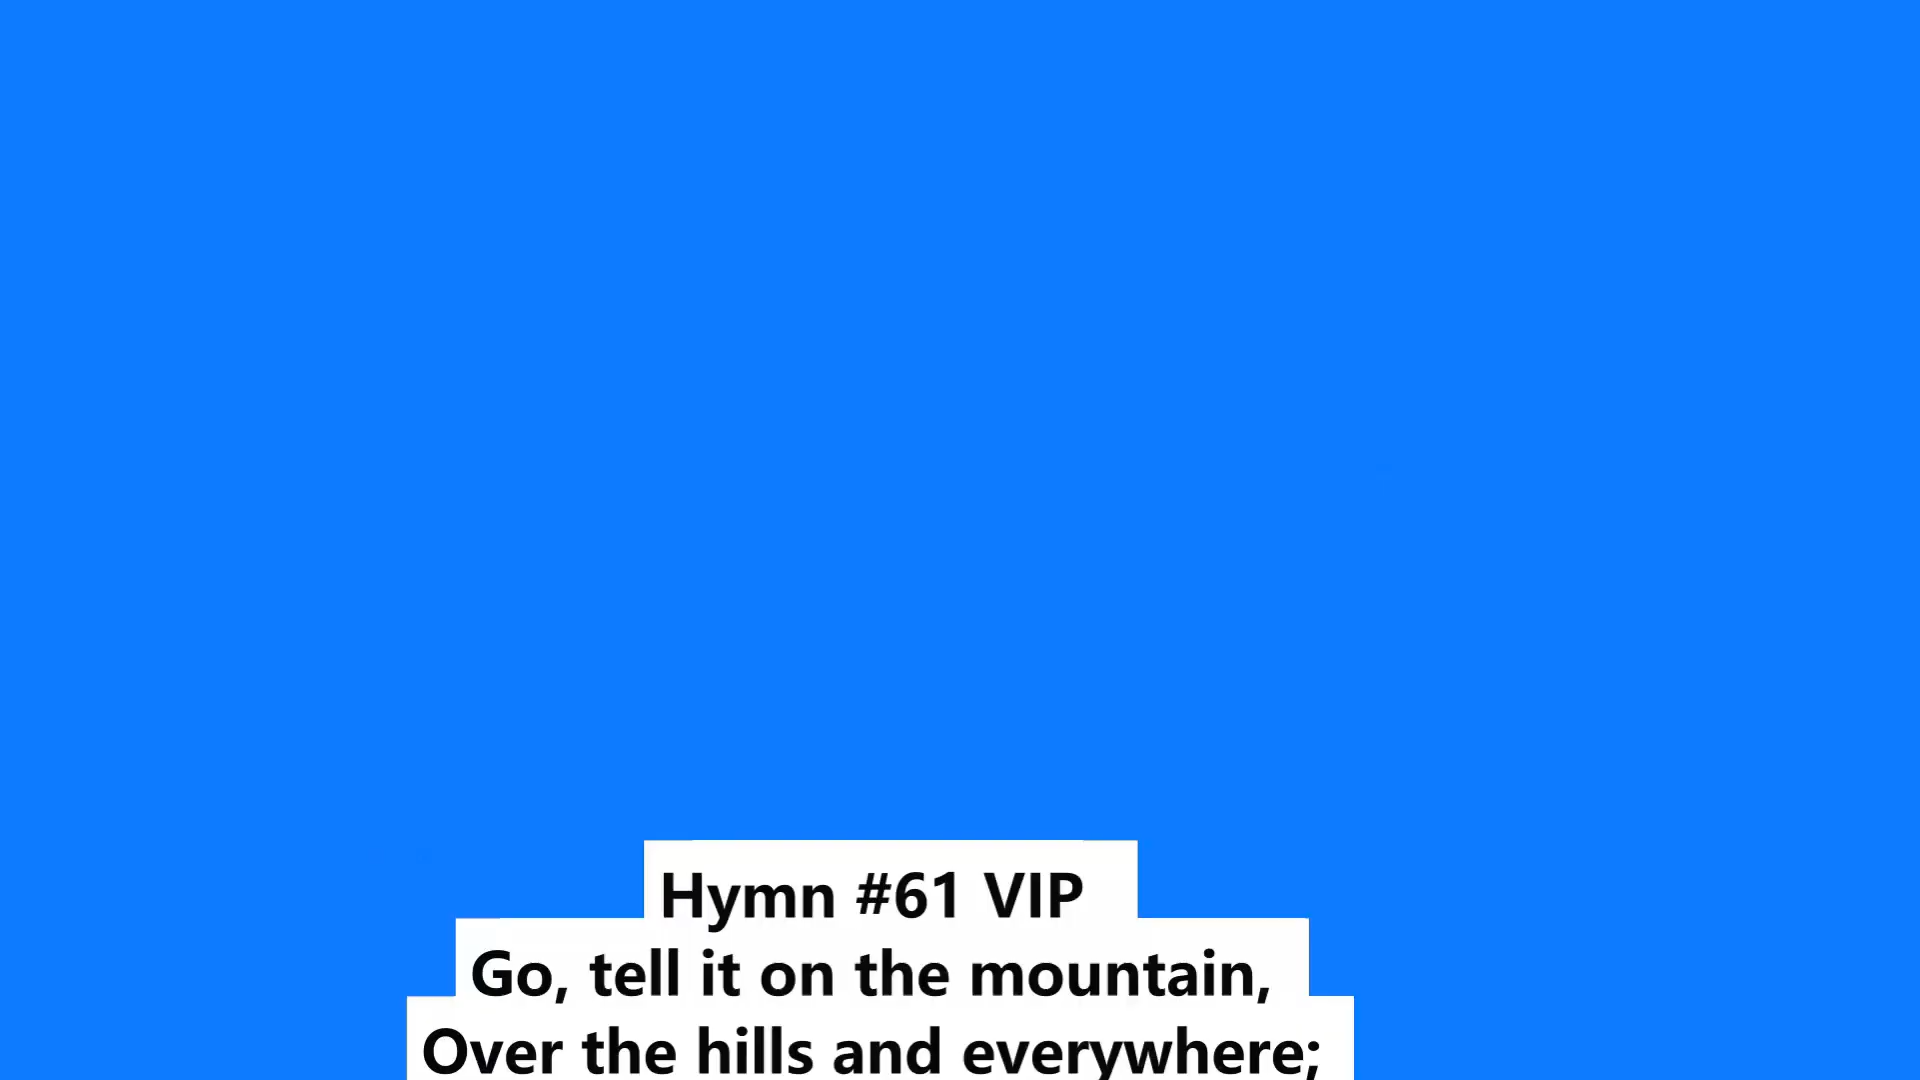 Hymn #61 VIP
Go, tell it on the mountain,
Over the hills and everywhere;